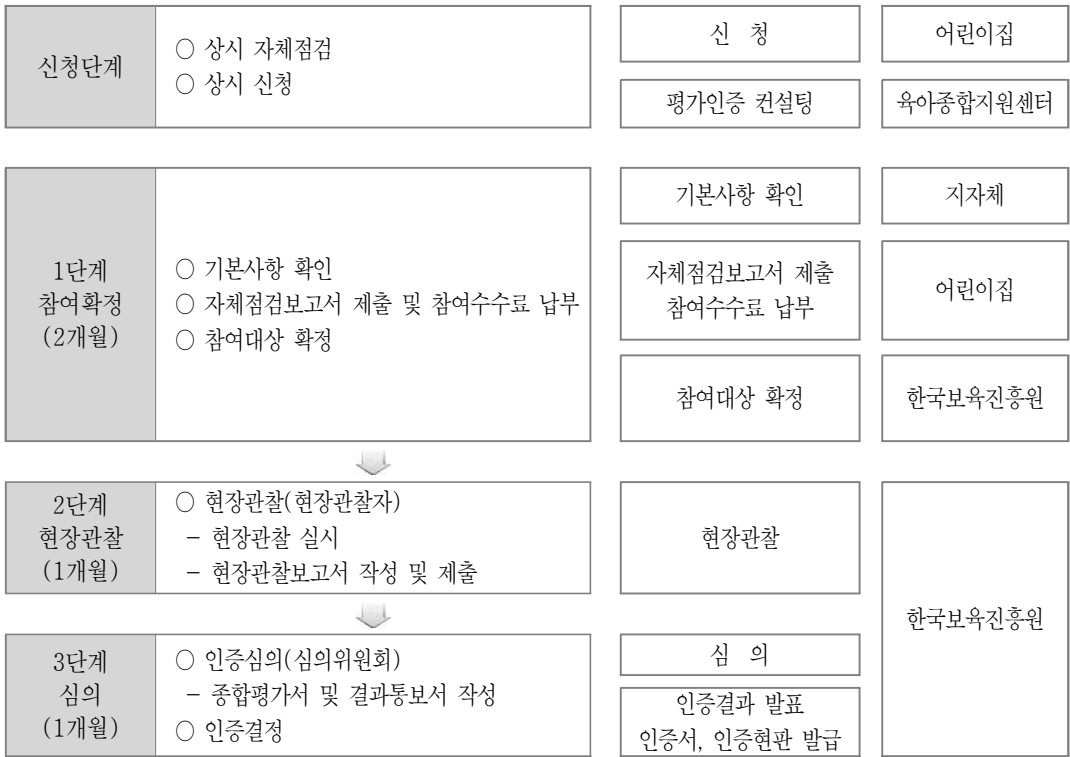 신청단계
○ 상시 자체점검
○ 상시 신청
신 청
어린이집
평가인증 컨설팅
육아종합지원센터
1단계
참여확정
(2개월)
○ 기본사항 확인
○ 자체점검보고서 제출 및 참여수수료 납부
○ 참여대상 확정
기본사항 확인
지자체
자체점검보고서 제출
참여수수료 납부
어린이집
참여대상 확정
한국보육진흥원
2단계
현장관찰
(1개월)
○ 현장관찰(현장관찰자)
- 현장관찰 실시
- 현장관찰보고서 작성 및 제출
현장관찰
한국보육진흥원
3단계
심의
(1개월)
○ 인증심의(심의위원회)
- 종합평가서 및 결과통보서 작성
○ 인증결정
심 의
인증결과 발표
인증서, 인증현판 발급